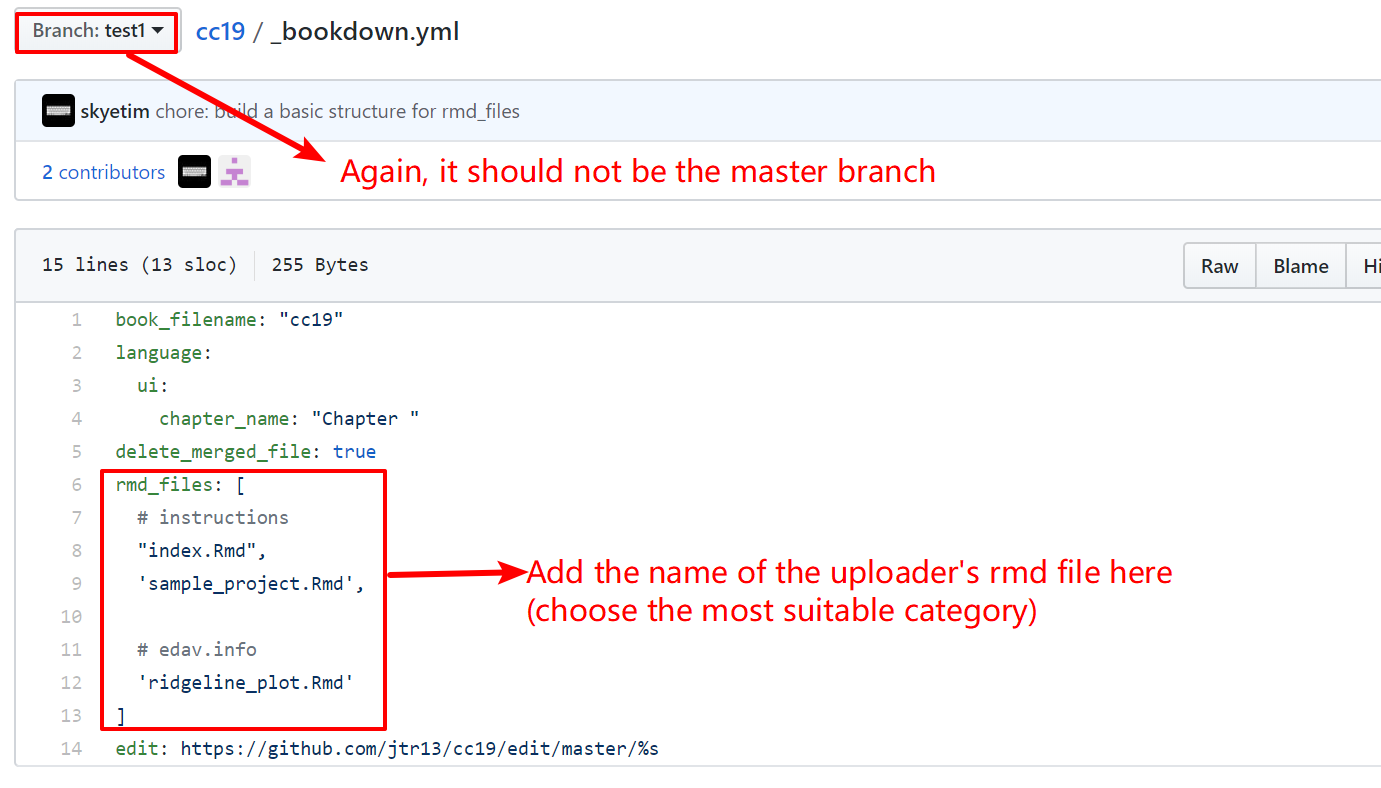 Branch: test1
cc19 / _bookdown.yml
skyetim chore: build a basic structure for rmd_files
2 contributors
Again, it should not be the master branch
15 lines (13 sloc) 255 Bytes
Raw Blame Hi
1 book_filename: "cc19"
2 language:
3 ui:
4 chapter_name: "Chapter "
5 delete_merged_file: true
6 rmd_files: [
7 # instructions
8 "index.Rmd",
9 'sample_project.Rmd',
10
11 # edav.info
12 'ridgeline_plot.Rmd'
13 ]
14 edit: https://github.com/jtr13/cc19/edit/master/%s
Add the name of the uploader's rmd file here
(choose the most suitable category)